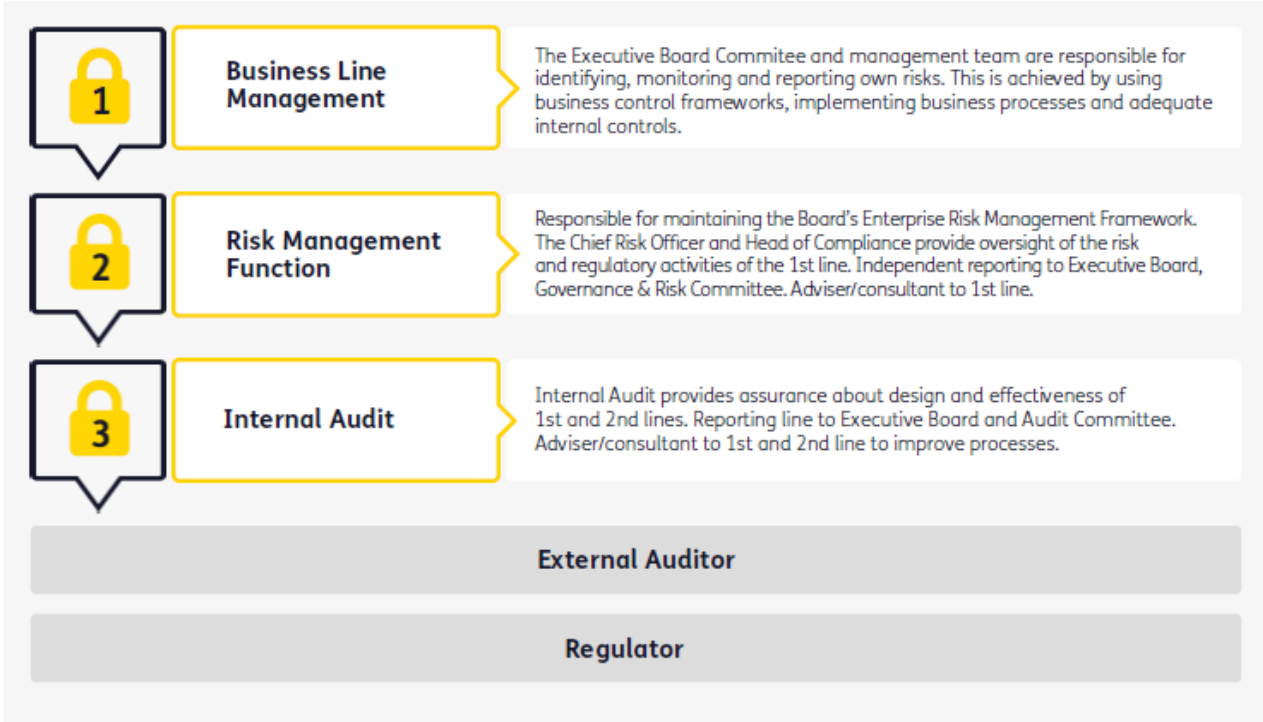 1
Business Line
Management
The Executive Board Commitee and management team are responsible for
identifying, monitoring and reporting own risks. This is achieved by using
business control frameworks, implementing business processes and adequate
internal controls.
2
Risk Management
Function
Responsible for maintaining the Board's Enterprise Risk Management Framework.
The Chief Risk Officer and Head of Compliance provide oversight of the risk
and regulatory activities of the 1st line. Independent reporting to Executive Board,
Governance & Risk Committee. Adviser/consultant to 1st line.
3
Internal Audit
Internal Audit provides assurance about design and effectiveness of
1st and 2nd lines. Reporting line to Executive Board and Audit Committee.
Adviser/consultant to 1st and 2nd line to improve processes.
External Auditor
Regulator